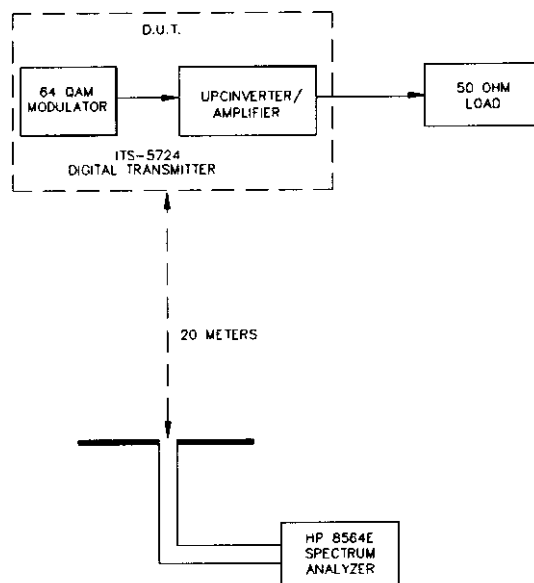 D.U.T.
64 QAM
MODULATOR
UPCINVERTER/
AMPLIFIER
50 OHM
LOAD
ITS-5724
DIGITAL TRANSMITTER
20 METERS
HP 8564E
SPECTRUM
ANALYZER